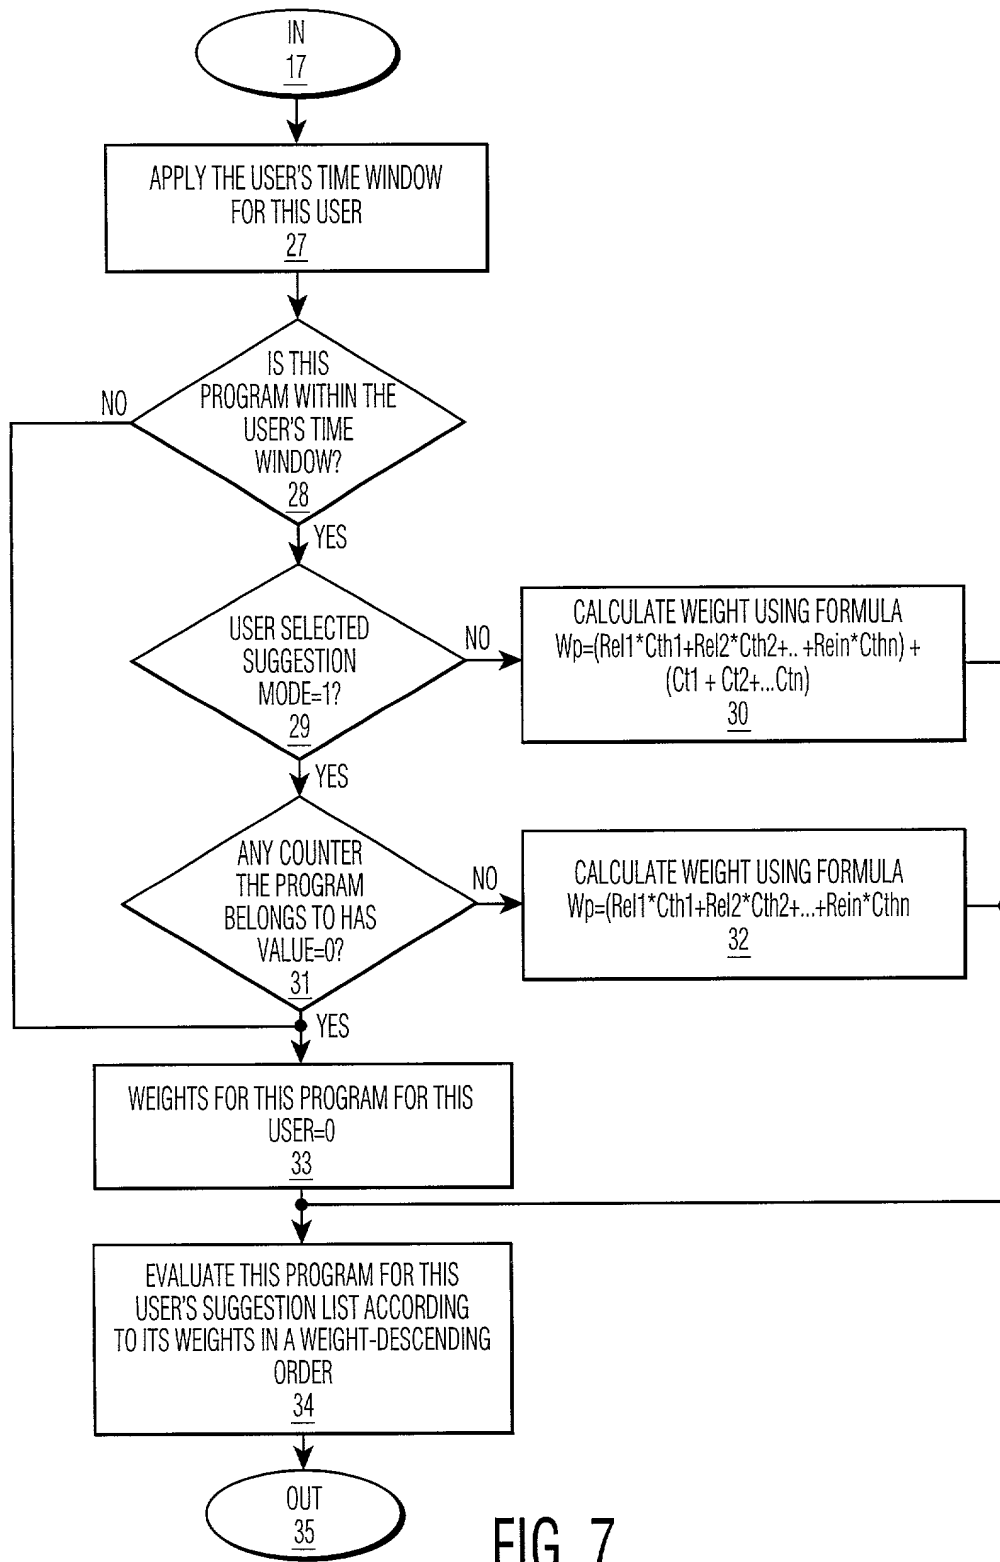 IN
17
APPLY THE USER'S TIME WINDOW
FOR THIS USER
27
IS THIS
PROGRAM WITHIN THE
USER'S TIME
WINDOW?
28
NO
YES
USER SELECTED
SUGGESTION
MODE=1?
29
NO
CALCULATE WEIGHT USING FORMULA
Wp=(Rel1*Cth1+Rel2*Cth2+.. +Rein*Cthn) +
(Ct1 + Ct2+...Ctn)
30
YES
ANY COUNTER
THE PROGRAM
BELONGS TO HAS
VALUE=0?
31
NO
CALCULATE WEIGHT USING FORMULA
Wp=(Rel1*Cth1+Rel2*Cth2+...+Rein*Cthn
32
YES
WEIGHTS FOR THIS PROGRAM FOR THIS
USER=0
33
EVALUATE THIS PROGRAM FOR THIS
USER'S SUGGESTION LIST ACCORDING
TO ITS WEIGHTS IN A WEIGHT-DESCENDING
ORDER
34
OUT
35
FIG. 7